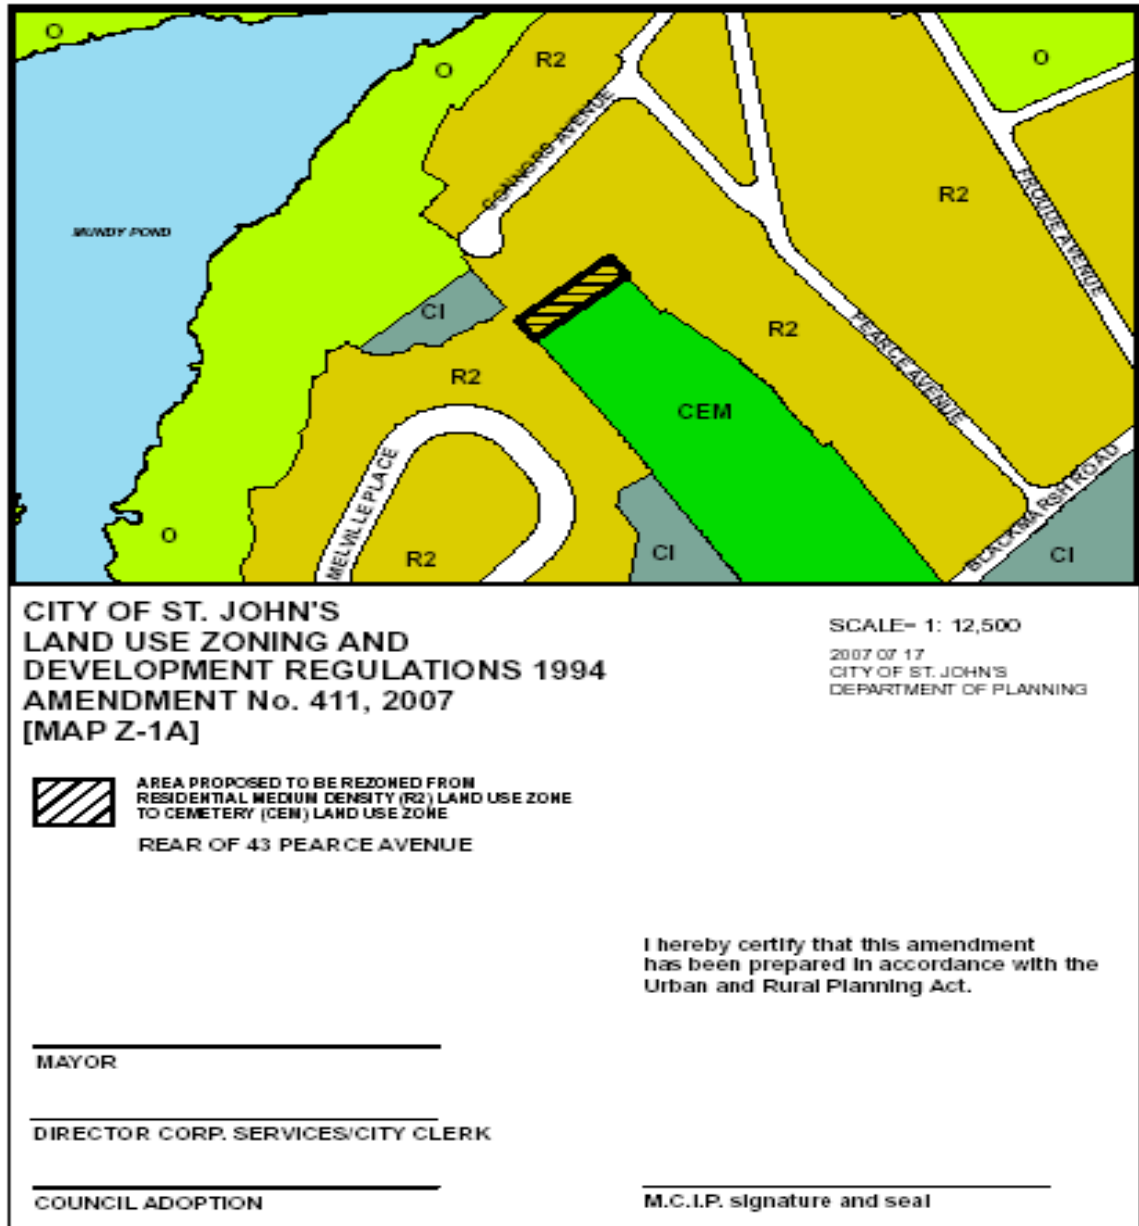 O
O
R2
O
CONNORS AVENUE
R2
FROUDE AVENUE
MUNDY POND
CI
R2
PEARCE AVENUE
R2
CEM
MELVILLE PLACE
BLACKMARSH ROAD
O
R2
CI
CI
CITY OF ST. JOHN'S
LAND USE ZONING AND
DEVELOPMENT REGULATIONS 1994
AMENDMENT No. 411, 2007
[MAP Z-1A]
SCALE= 1: 12,500
2007 07 17
CITY OF ST. JOHN'S
DEPARTMENT OF PLANNING
AREA PROPOSED TO BE REZONED FROM
RESIDENTIAL MEDIUM DENSITY (R2) LAND USE ZONE
TO CEMETERY (CEM) LAND USE ZONE
REAR OF 43 PEARCE AVENUE
I hereby certify that this amendment
has been prepared in accordance with the
Urban and Rural Planning Act.
MAYOR
DIRECTOR CORP. SERVICES/CITY CLERK
COUNCIL ADOPTION
M.C.I.P. signature and seal